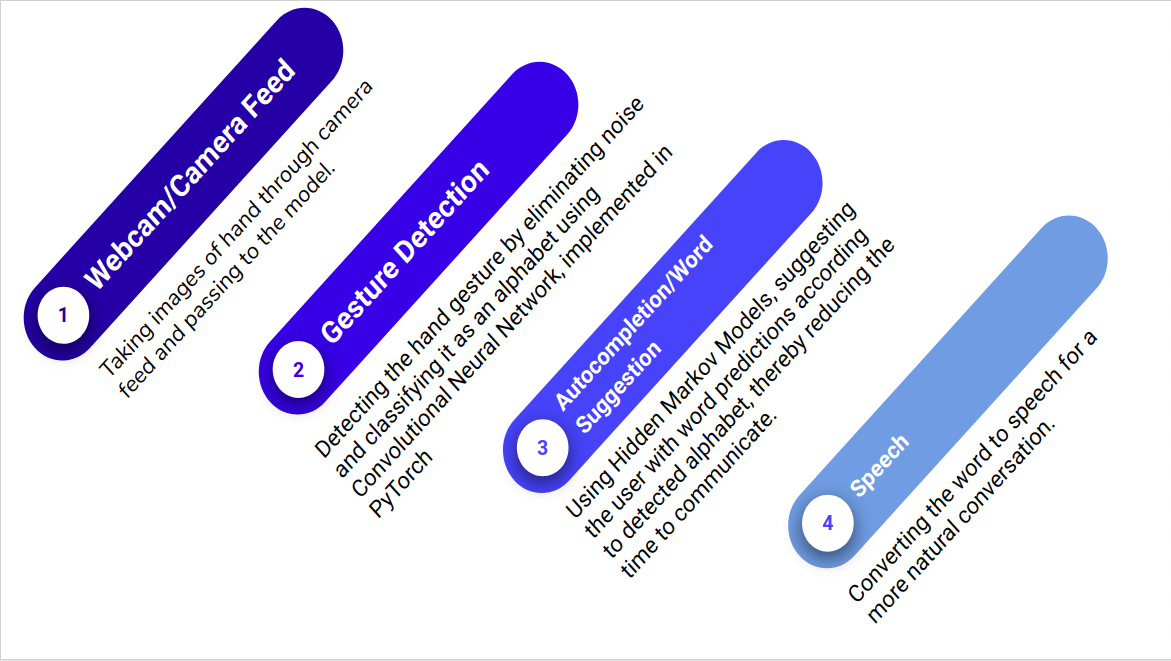 1
Webcam/Camera Feed
Taking images of hand through camera
feed and passing to the model.
2
Gesture Detection
Detecting the hand gesture by eliminating noise
and classifying it as an alphabet using
Convolutional Neural Network, implemented in
PyTorch
3
Autocompletion/Word
Suggestion
Using Hidden Markov Models, suggesting
the user with word predictions according
to detected alphabet, thereby reducing the
time to communicate.
4
Speech
Converting the word to speech for a
more natural conversation.